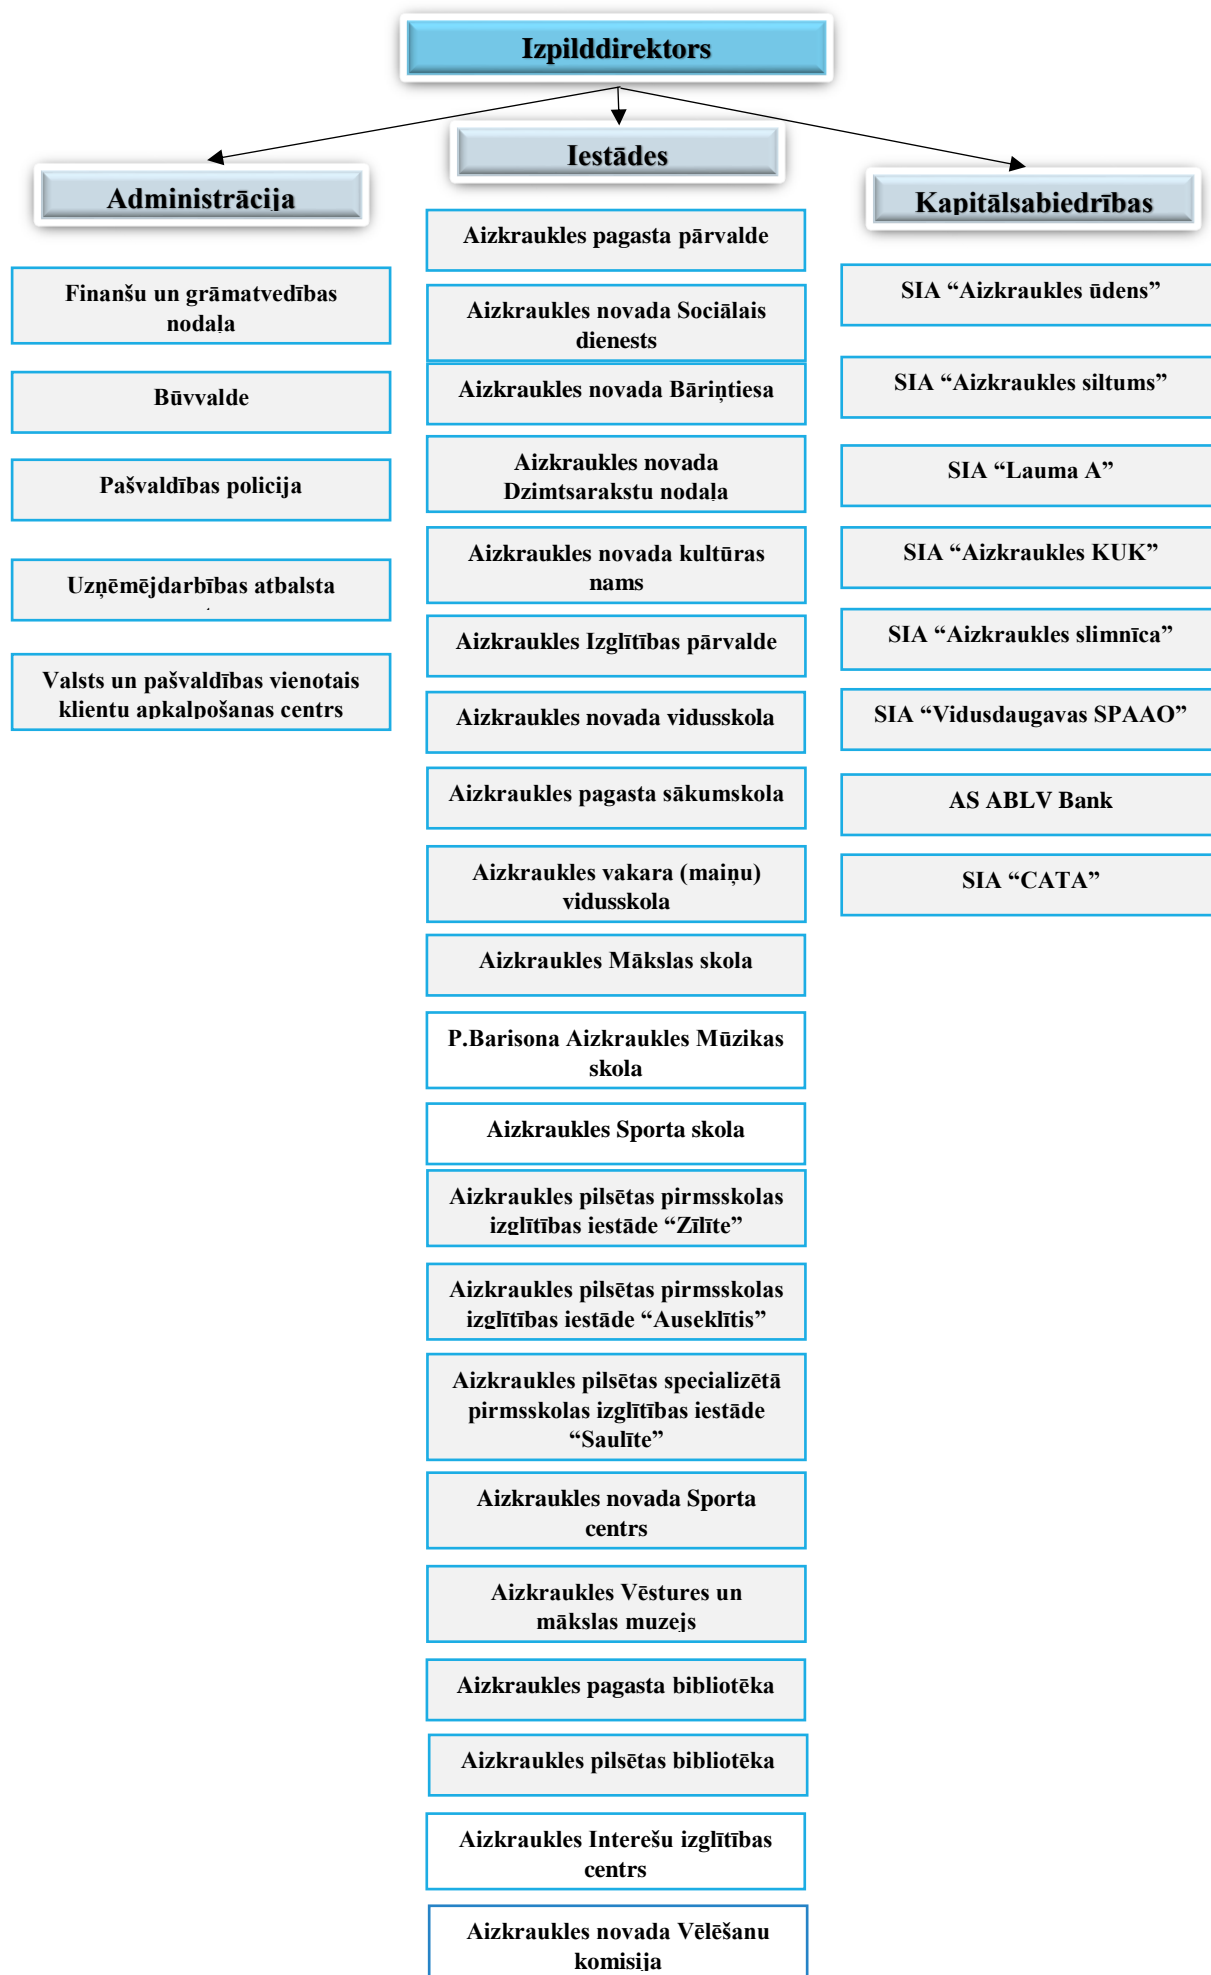 Izpilddirektors
Administrācija
Finanšu un grāmatvedības
nodaļa
Būvvalde
Pašvaldības policija
Uzņēmējdarbības atbalsta
Valsts un pašvaldības vienotais
klientu apkalpošanas centrs
Iestādes
Aizkraukles pagasta pārvalde
Aizkraukles novada Sociālais
dienests
Aizkraukles novada Bāriņtiesa
Aizkraukles novada
Dzimtsarakstu nodaļa
Aizkraukles novada kultūras
nams
Aizkraukles Izglītības pārvalde
Aizkraukles novada vidusskola
Aizkraukles pagasta sākumskola
Aizkraukles vakara (maiņu)
vidusskola
Aizkraukles Mākslas skola
P.Barisona Aizkraukles Mūzikas
skola
Aizkraukles Sporta skola
Aizkraukles pilsētas pirmsskolas
izglītības iestāde “Zīlīte”
Aizkraukles pilsētas pirmsskolas
izglītības iestāde “Auseklītis”
Aizkraukles pilsētas specializētā
pirmsskolas izglītības iestāde
“Saulīte”
Aizkraukles novada Sporta
centrs
Aizkraukles Vēstures un
mākslas muzejs
Aizkraukles pagasta bibliotēka
Aizkraukles pilsētas bibliotēka
Aizkraukles Interešu izglītības
centrs
Aizkraukles novada Vēlēšanu
komisija
Kapitālsabiedrības
SIA “Aizkraukles ūdens”
SIA “Aizkraukles siltums”
SIA “Lauma A”
SIA “Aizkraukles KUK”
SIA “Aizkraukles slimnīca”
SIA “Vidusdaugavas SPAAO”
AS ABLV Bank
SIA “CATA”